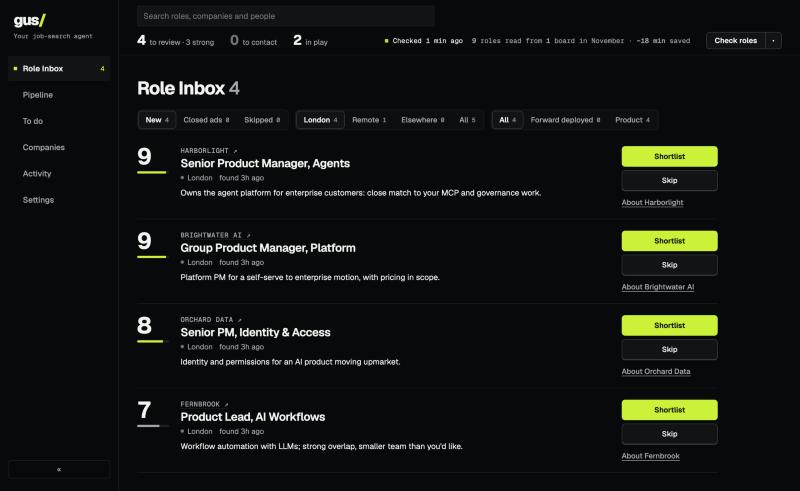 gus/
Your job-search agent
Role Inbox 4
Pipeline
To do
Companies
Activity
Settings
«
Search roles, companies and people
4 to review · 3 strong 0 to contact 2 in play
Checked 1 min ago 9 roles read from 1 board in November · ~18 min saved
Check roles
Role Inbox 4
New 4 Closed ads 0 Skipped 0 London 4 Remote 1 Elsewhere 0 All 5 All 4 Forward deployed 0 Product 4
9
HARBORLIGHT ↗
Senior Product Manager, Agents
London found 3h ago
Owns the agent platform for enterprise customers: close match to your MCP and governance work.
Shortlist
Skip
About Harborlight
9
BRIGHTWATER AI ↗
Group Product Manager, Platform
London found 3h ago
Platform PM for a self-serve to enterprise motion, with pricing in scope.
Shortlist
Skip
About Brightwater AI
8
ORCHARD DATA ↗
Senior PM, Identity & Access
London found 3h ago
Identity and permissions for an AI product moving upmarket.
Shortlist
Skip
About Orchard Data
7
FERNBROOK ↗
Product Lead, AI Workflows
London found 3h ago
Workflow automation with LLMs; strong overlap, smaller team than you'd like.
Shortlist
Skip
About Fernbrook